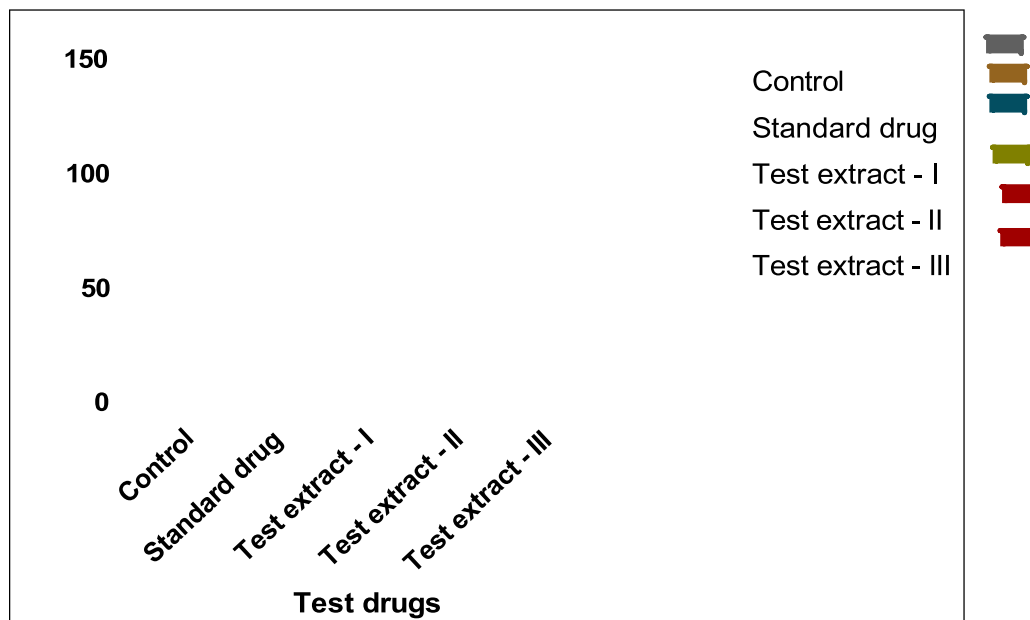 150
100
50
0
Control
Standard drug
Test extract - I
Test extract - II
Test extract - III
Test drugs
Control
Standard drug
Test extract - I
Test extract - II
Test extract - III